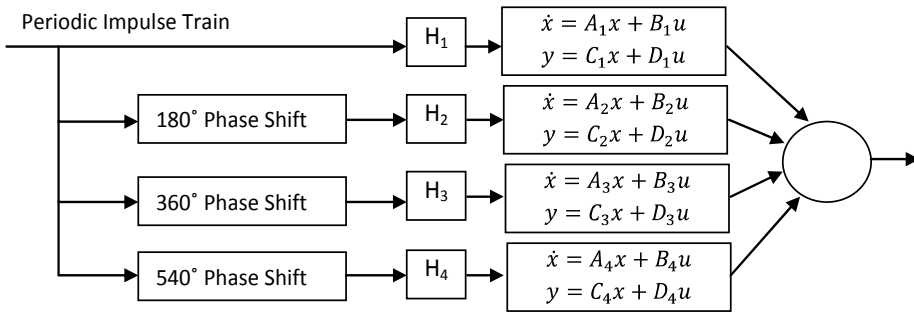 Periodic Impulse Train
H₁
ẋ = A₁x + B₁u
y = C₁x + D₁u
180° Phase Shift
H₂
ẋ = A₂x + B₂u
y = C₂x + D₂u
360° Phase Shift
H₃
ẋ = A₃x + B₃u
y = C₃x + D₃u
540° Phase Shift
H₄
ẋ = A₄x + B₄u
y = C₄x + D₄u